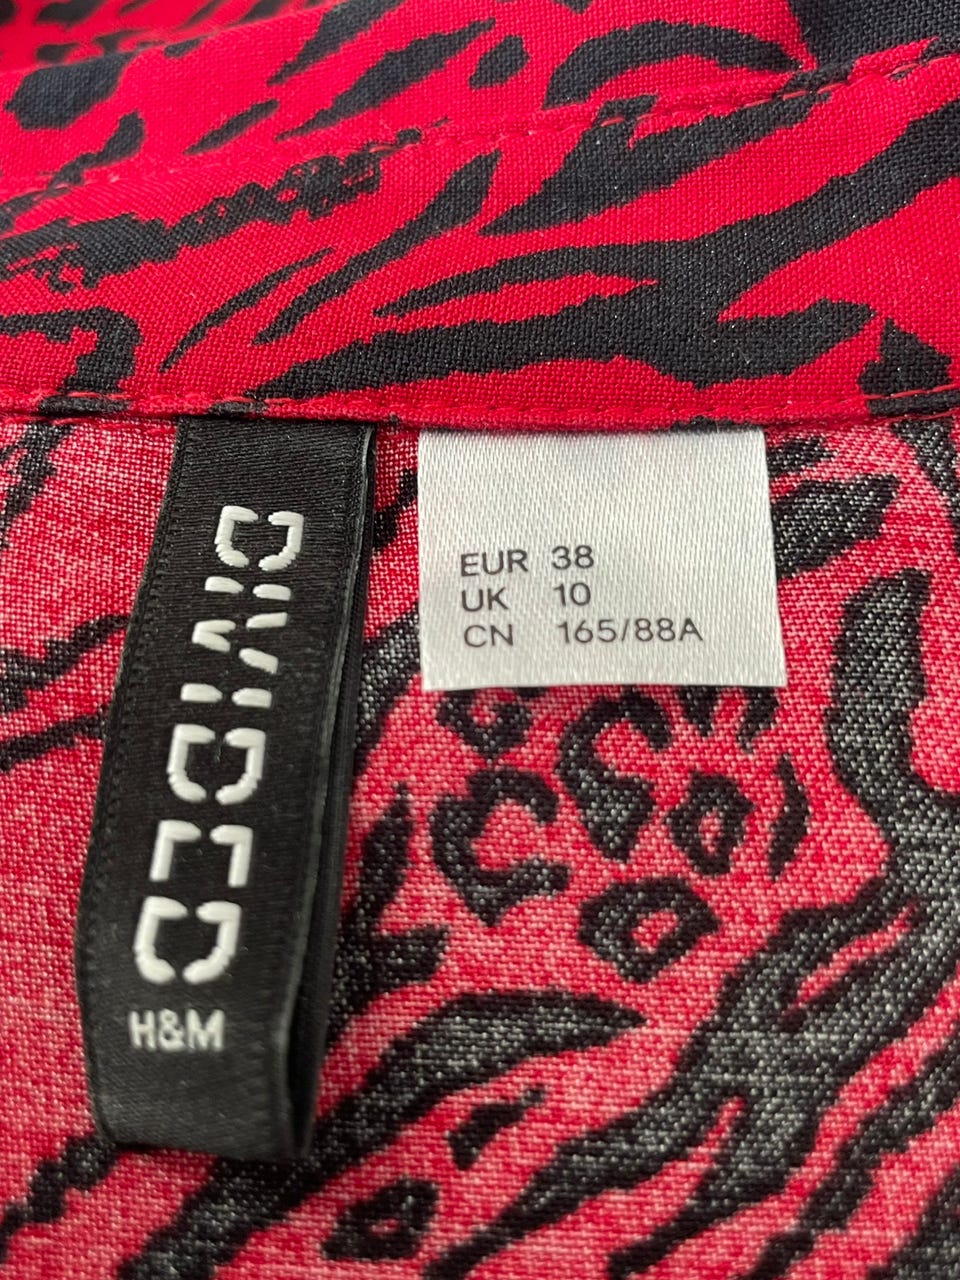 DIVIDED
H&M
EUR 38
UK 10
CN 165/88A